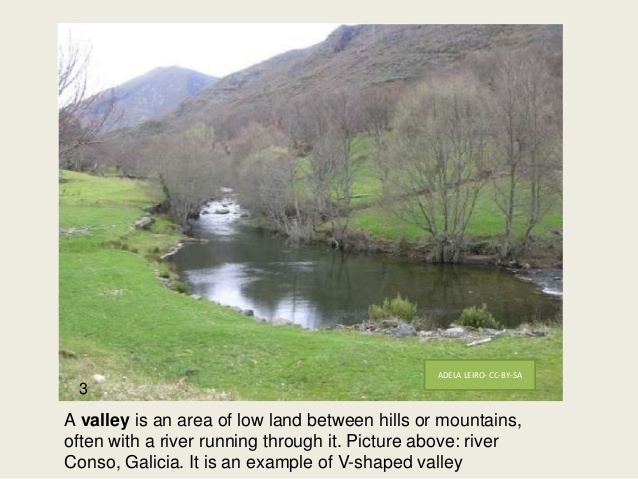 ADELA LEIRO- CC-BY-SA
3
A valley is an area of low land between hills or mountains,
often with a river running through it. Picture above: river
Conso, Galicia. It is an example of V-shaped valley